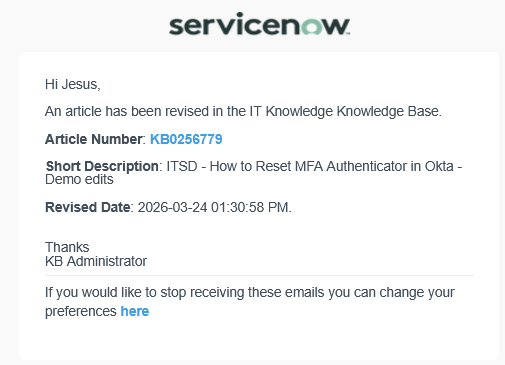 servicenow
Hi Jesus,
An article has been revised in the IT Knowledge Knowledge Base.
Article Number: KB0256779
Short Description: ITSD - How to Reset MFA Authenticator in Okta -
Demo edits
Revised Date: 2026-03-24 01:30:58 PM.
Thanks
KB Administrator
If you would like to stop receiving these emails you can change your
preferences here